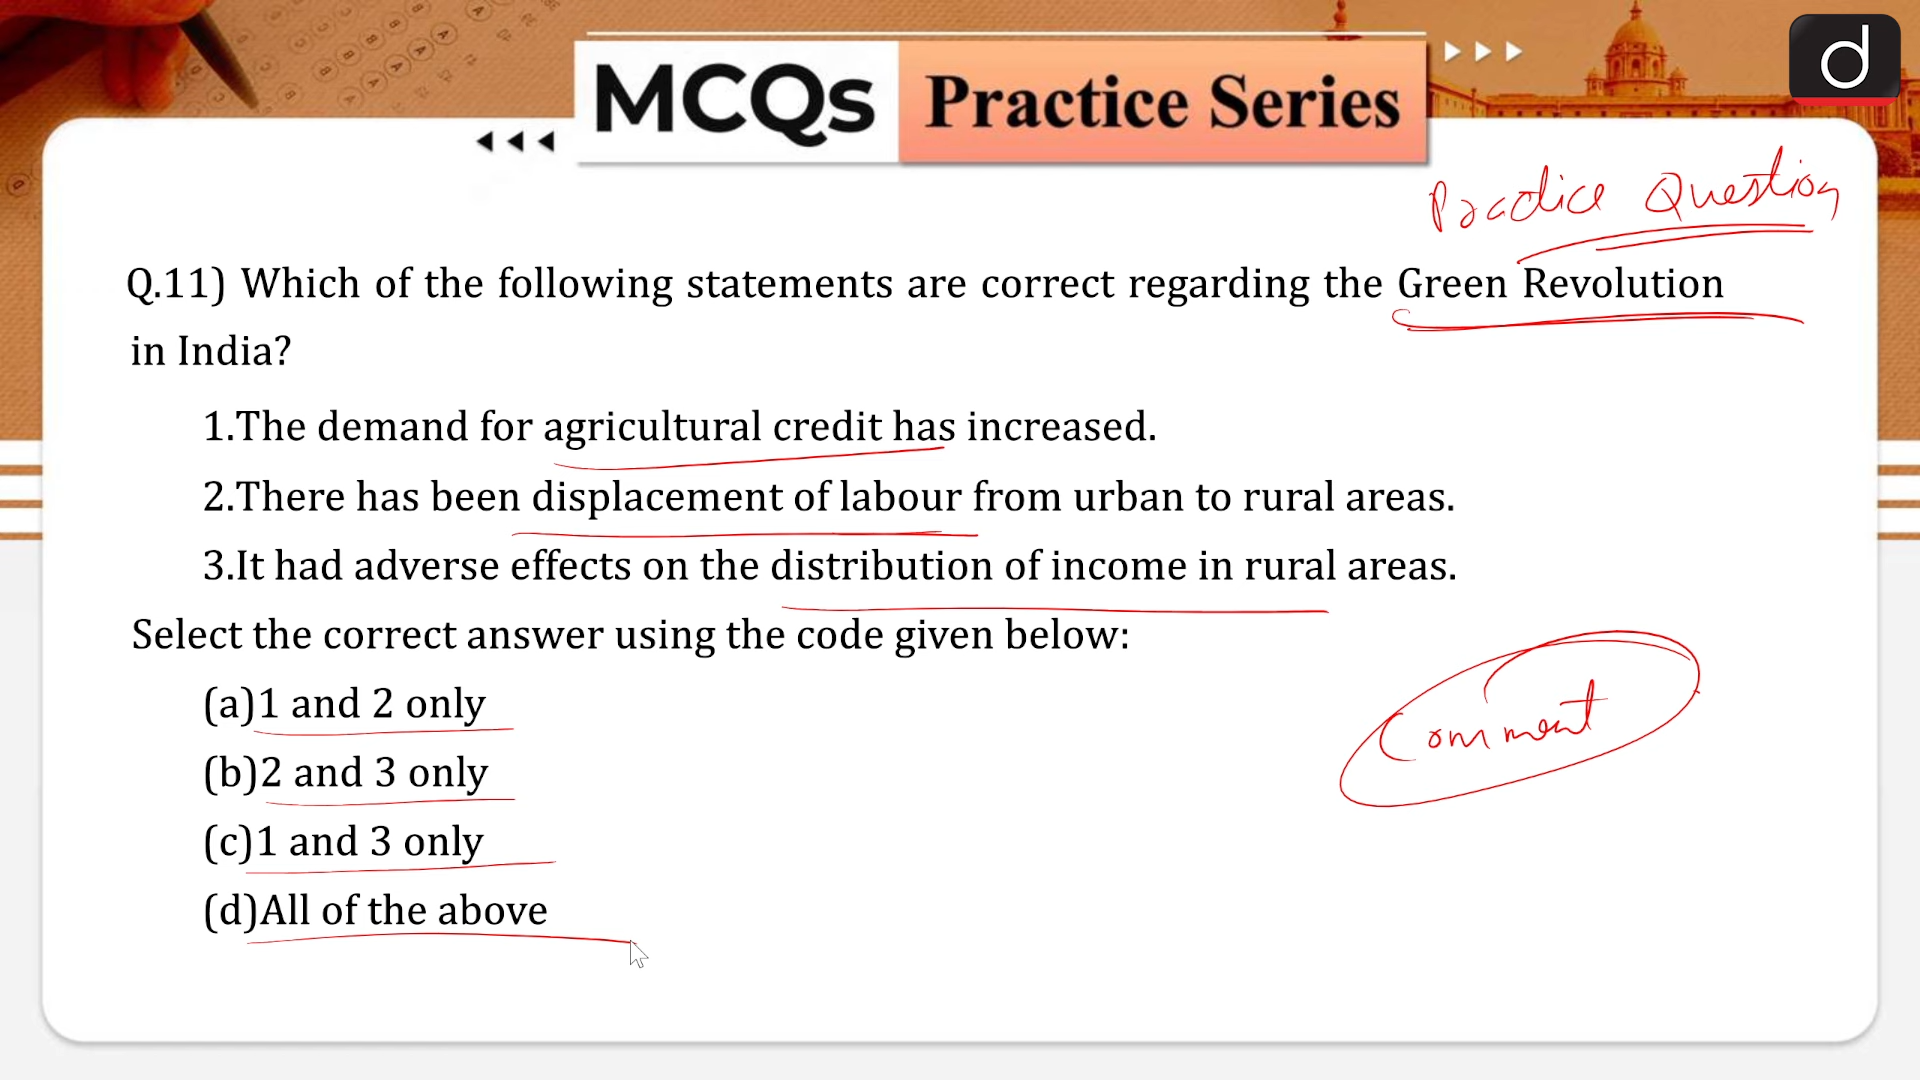 d
MCQs Practice Series
Practice Question
Q.11) Which of the following statements are correct regarding the Green Revolution
in India?
1.The demand for agricultural credit has increased.
2.There has been displacement of labour from urban to rural areas.
3.It had adverse effects on the distribution of income in rural areas.
Select the correct answer using the code given below:
(a)1 and 2 only
Comment
(b)2 and 3 only
(c)1 and 3 only
(d)All of the above